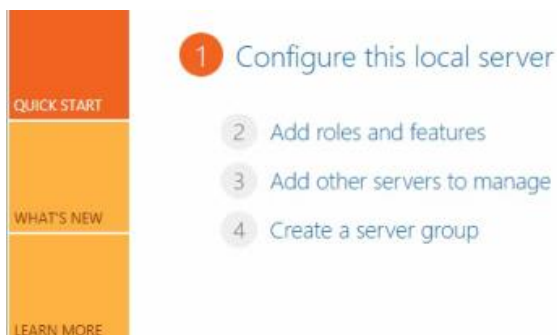 1 Configure this local server
QUICK START
2 Add roles and features
3 Add other servers to manage
WHAT'S NEW
4 Create a server group
LEARN MORE